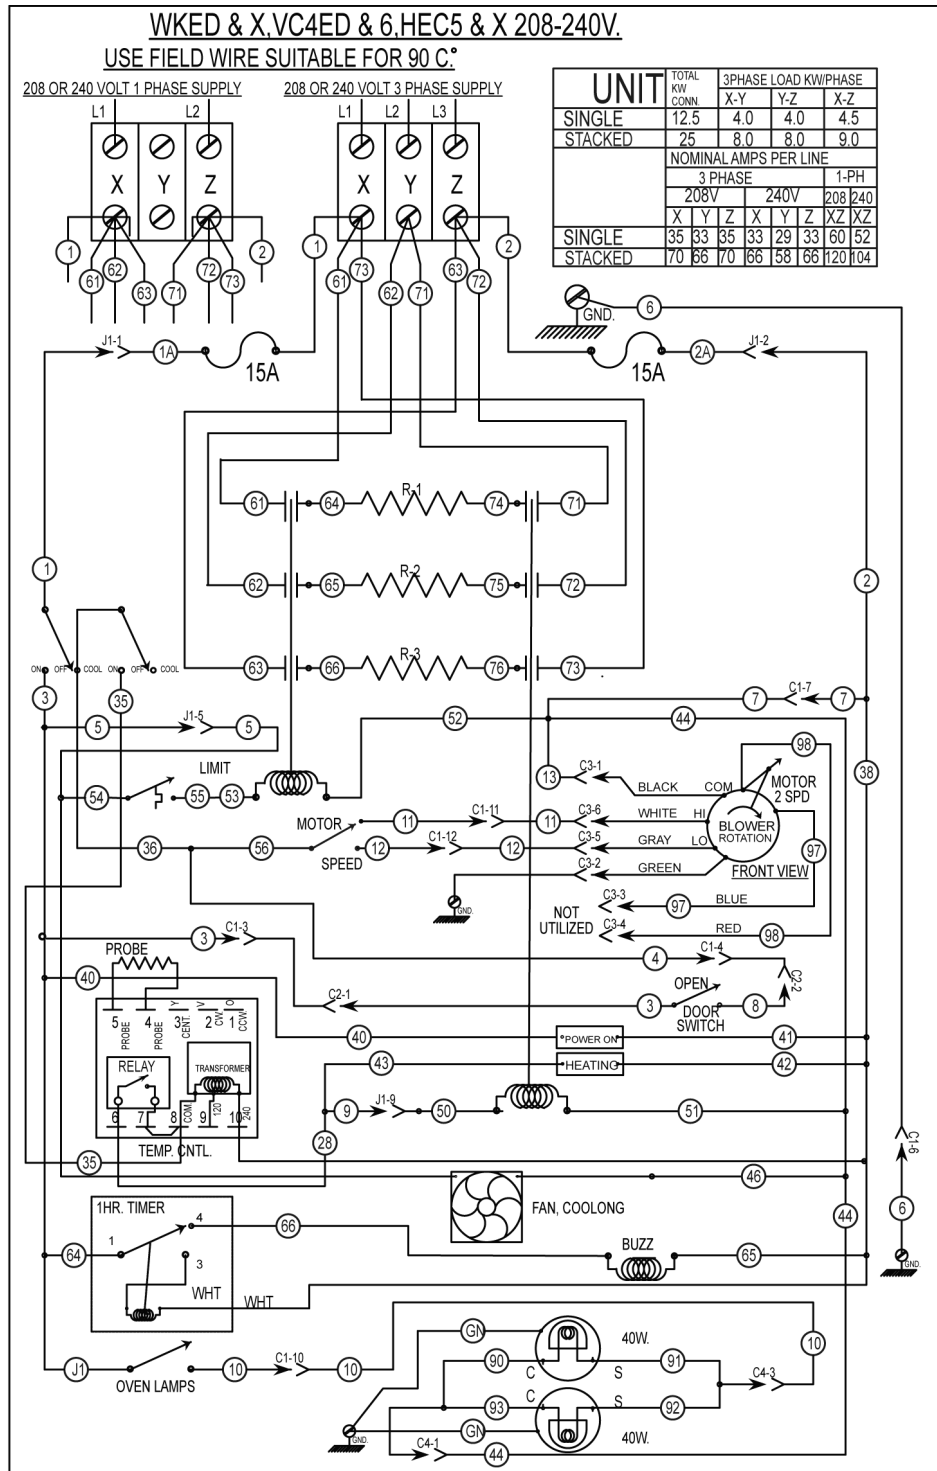 WKED & X,VC4ED & 6,HEC5 & X 208-240V.
USE FIELD WIRE SUITABLE FOR 90 C.°
208 OR 240 VOLT 1 PHASE SUPPLY
208 OR 240 VOLT 3 PHASE SUPPLY
L1 L2
L1 L2 L3
X Y Z
X Y Z
UNIT TOTAL KW CONN. 3PHASE LOAD KW/PHASE
X-Y Y-Z X-Z
SINGLE 12.5 4.0 4.0 4.5
STACKED 25 8.0 8.0 9.0
NOMINAL AMPS PER LINE
3 PHASE 1-PH
208V 240V 208 240
X Y Z X Y Z XZ XZ
SINGLE 35 33 35 33 29 33 60 52
STACKED 70 66 70 66 58 66 120 104
1 2
61 62 63 71 72 73
1 61 73 62 71 63 72 2
GND. 6
J1-1 1A 15A
15A 2A J1-2
61 64 R-1 74 71
62 65 R-2 75 72
63 66 R-3 76 73
1 2
ON OFF COOL ON COOL
3 35
5 J1-5 5
52 44
7 C1-7 7
LIMIT
54 55 53
13 C3-1 BLACK COM
98
MOTOR 2 SPD
38
MOTOR SPEED
11 C1-11 11 C3-6 WHITE HI
36 56 12 C1-12 12 C3-5 GRAY LO
BLOWER ROTATION
C3-2 GREEN
FRONT VIEW
97
GND.
NOT UTILIZED
C3-3 97 BLUE
C3-4 98 RED
3 C1-3
4 C1-4
PROBE
40
C2-1 3 OPEN DOOR SWITCH 8 C2-2
5 4 3 2 1
PROBE PROBE Y CENT. V CW. O CCW.
40 •POWER ON 41
RELAY TRANSFORMER
43 HEATING 42
9 J1-9 50 51
6 7 8 9 10
COM. 120 240
TEMP. CNTL.
28
35
C1-6
FAN, COOLONG
46
44
6
GND.
1HR. TIMER
64 1 4 66
3
BUZZ
65
WHT WHT
J1 OVEN LAMPS 10 C1-10 10
GN 40W.
10
90 C S 91
C4-3
93 C S 92
GN 40W.
GND.
C4-1 44